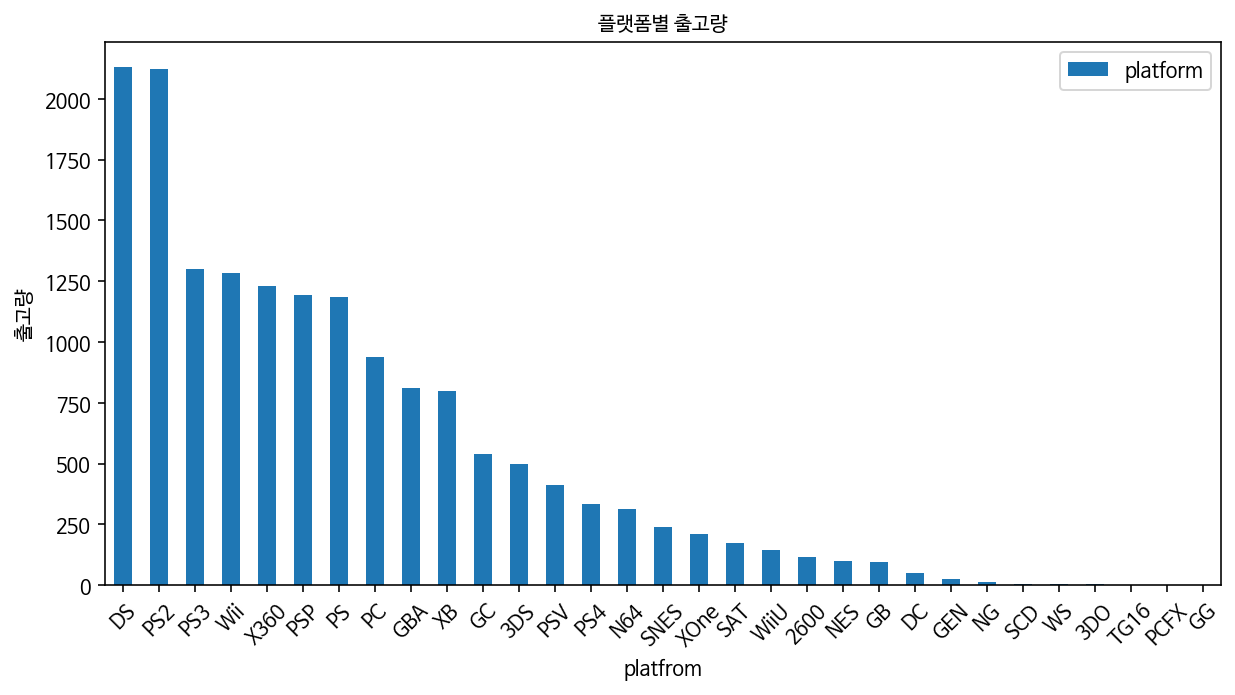 플랫폼별 출고량
platform
출고량
2000
1750
1500
1250
1000
750
500
250
0
DS PS2 PS3 Wii X360 PSP PS PC GBA XB GC 3DS PSV PS4 N64 SNES XOne SAT WiiU 2600 NES GB DC GEN NG SCD WS 3DO TG16 PCFX GG
platfrom